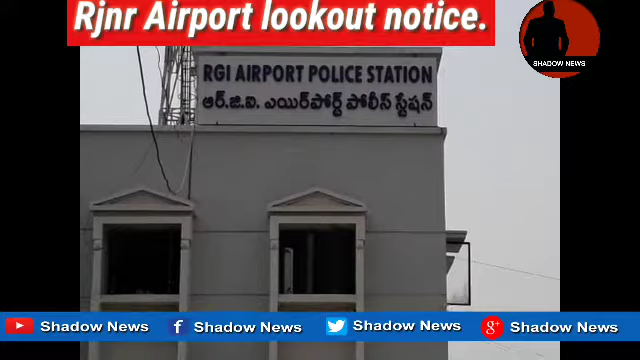 Rjnr Airport lookout notice.
SHADOW NEWS
RGI AIRPORT POLICE STATION
ఆర్.జి.ఐ. ఎయిర్‌పోర్ట్ పోలీస్ స్టేషన్
Shadow News Shadow News Shadow News Shadow News